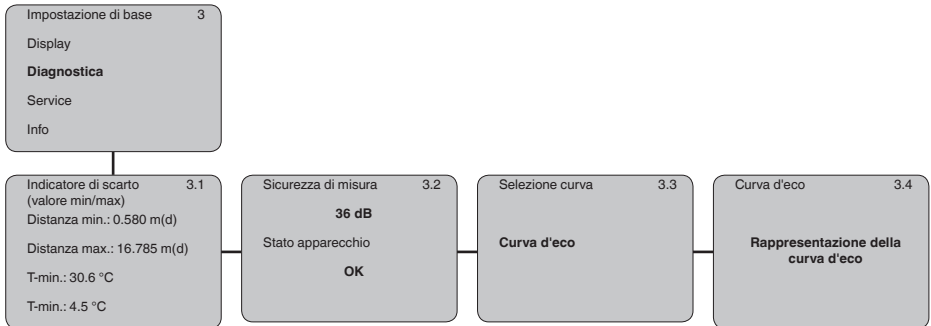 Impostazione di base 3
Display
Diagnostica
Service
Info
Indicatore di scarto 3.1
(valore min/max)
Distanza min.: 0.580 m(d)
Distanza max.: 16.785 m(d)
T-min.: 30.6 °C
T-min.: 4.5 °C
Sicurezza di misura 3.2
36 dB
Stato apparecchio
OK
Selezione curva 3.3
Curva d'eco
Curva d'eco 3.4
Rappresentazione della
curva d'eco